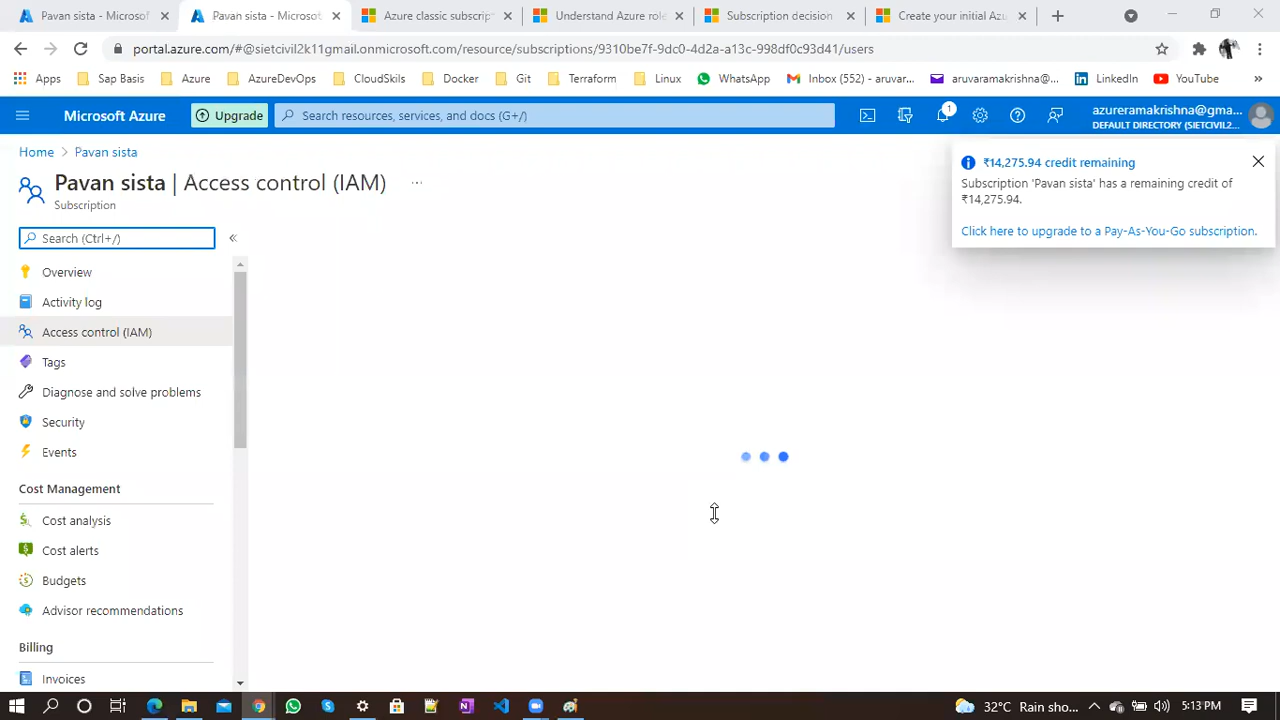 Pavan sista - Microsoft
Pavan sista - Microsoft
Azure classic subscrip
Understand Azure role
Subscription decision
Create your initial Azu
portal.azure.com/#@sietcivil2k11gmail.onmicrosoft.com/resource/subscriptions/9310be7f-9dc0-4d2a-a13c-998df0c93d41/users
Apps Sap Basis Azure AzureDevOps CloudSkils Docker Git Terraform Linux WhatsApp Inbox (552) - aruvar... aruvaramakrishna@... LinkedIn YouTube »
Microsoft Azure Upgrade Search resources, services, and docs (G+/) 1 azureramakrishna@gma...
DEFAULT DIRECTORY (SIETCIVIL2...
Home > Pavan sista
Pavan sista | Access control (IAM) ...
Subscription
₹14,275.94 credit remaining
Subscription 'Pavan sista' has a remaining credit of
₹14,275.94.
Click here to upgrade to a Pay-As-You-Go subscription.
Search (Ctrl+/) «
Overview
Activity log
Access control (IAM)
Tags
Diagnose and solve problems
Security
Events
Cost Management
Cost analysis
Cost alerts
Budgets
Advisor recommendations
Billing
Invoices
32°C Rain sho... 5:13 PM